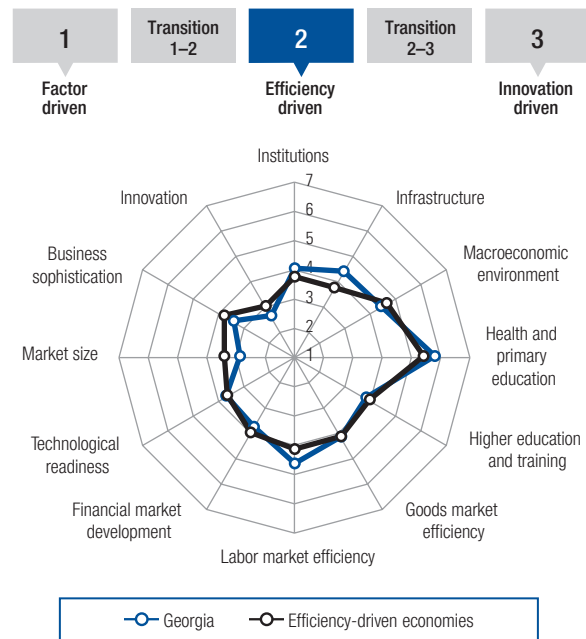 1
Transition
1–2
2
Transition
2–3
3
Factor
driven
Efficiency
driven
Innovation
driven
Institutions
Infrastructure
Macroeconomic
environment
Health and
primary
education
Higher education
and training
Goods market
efficiency
Labor market efficiency
Financial market
development
Technological
readiness
Market size
Business
sophistication
Innovation
7
6
5
4
3
2
1
Georgia
Efficiency-driven economies